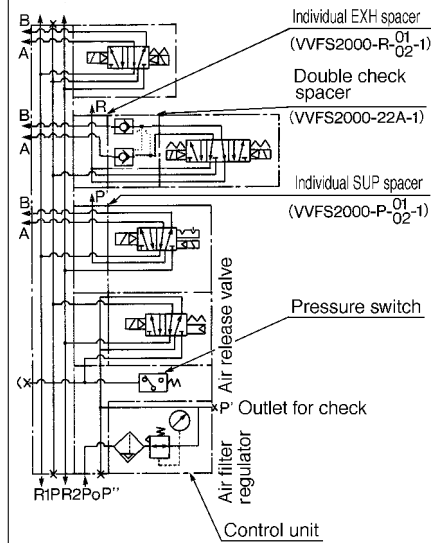 B
A
Individual EXH spacer
(VVFS2000-R-01/02-1)
R
B
A
Double check
spacer
(VVFS2000-22A-1)
Individual SUP spacer
(VVFS2000-P-01/02-1)
P'
B
A
Air release valve
Pressure switch
(X
P' Outlet for check
Air filter
regulator
R1PR2PoP"
Control unit